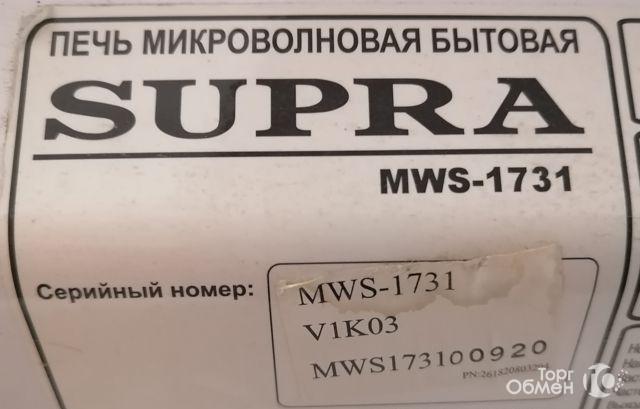 ПЕЧЬ МИКРОВОЛНОВАЯ БЫТОВАЯ
SUPRA
MWS-1731
Серийный номер:
MWS-1731
V1K03
MWS173100920
Торг
Обмен